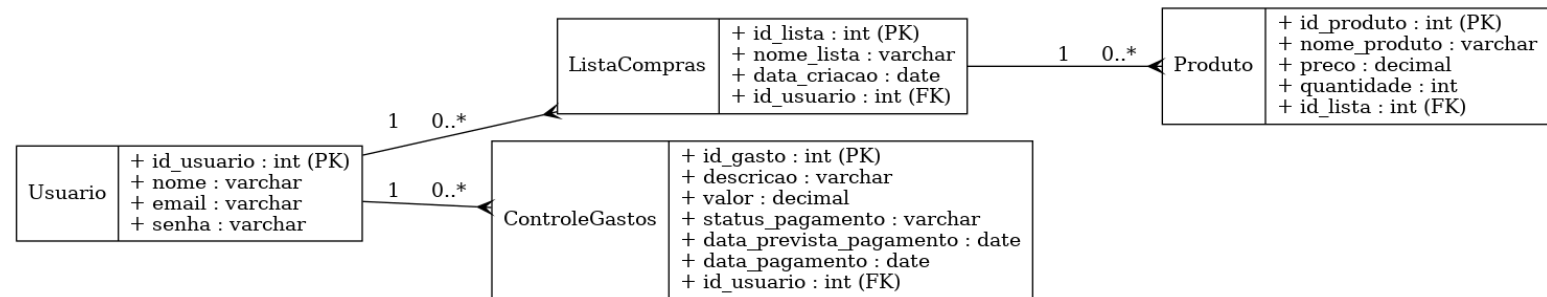 Usuario
+ id_usuario : int (PK)
+ nome : varchar
+ email : varchar
+ senha : varchar
1 0..*
1 0..*
ListaCompras
+ id_lista : int (PK)
+ nome_lista : varchar
+ data_criacao : date
+ id_usuario : int (FK)
1 0..*
Produto
+ id_produto : int (PK)
+ nome_produto : varchar
+ preco : decimal
+ quantidade : int
+ id_lista : int (FK)
ControleGastos
+ id_gasto : int (PK)
+ descricao : varchar
+ valor : decimal
+ status_pagamento : varchar
+ data_prevista_pagamento : date
+ data_pagamento : date
+ id_usuario : int (FK)